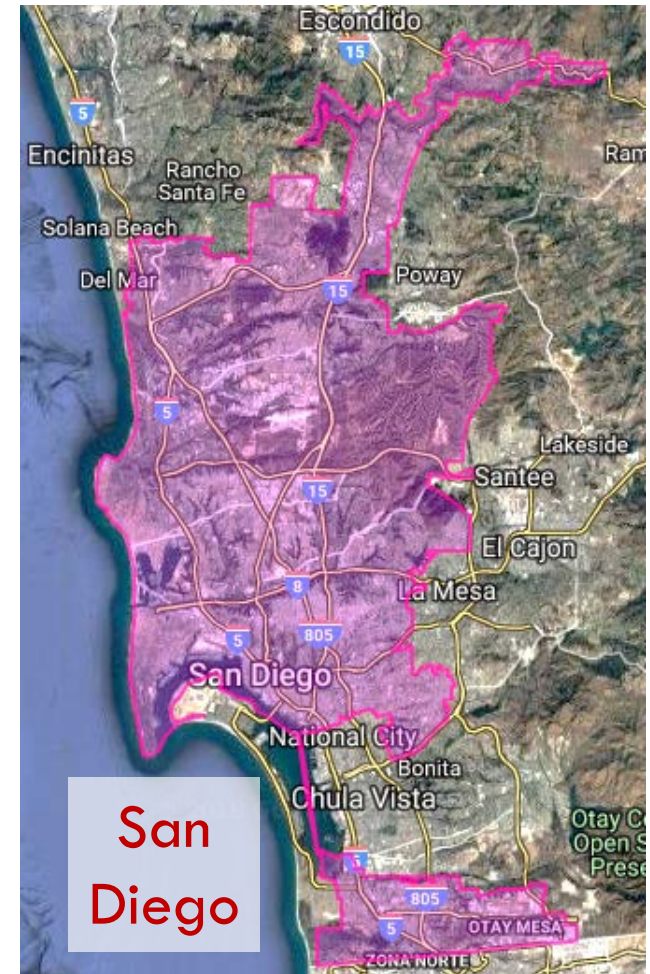 Escondido
15
5
Encinitas
Ram
Rancho
Santa Fe
Solana Beach
Del Mar
Poway
15
5
Lakeside
Santee
15
El Cajon
8
La Mesa
5
805
San Diego
National City
Bonita
Chula Vista
San
Diego
Otay Co
Open S
Prese
5
805
5
OTAY MESA
ZONA NORTE